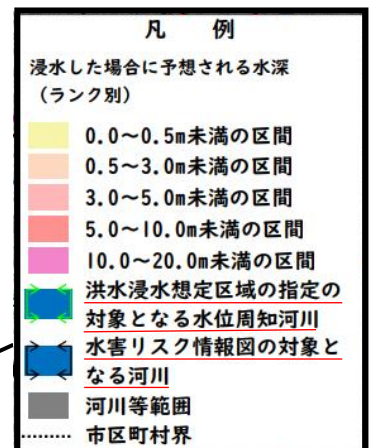 凡 例
浸水した場合に予想される水深
（ランク別）
0.0～0.5m未満の区間
0.5～3.0m未満の区間
3.0～5.0m未満の区間
5.0～10.0m未満の区間
10.0～20.0m未満の区間
洪水浸水想定区域の指定の
対象となる水位周知河川
水害リスク情報図の対象と
なる河川
河川等範囲
市区町村界